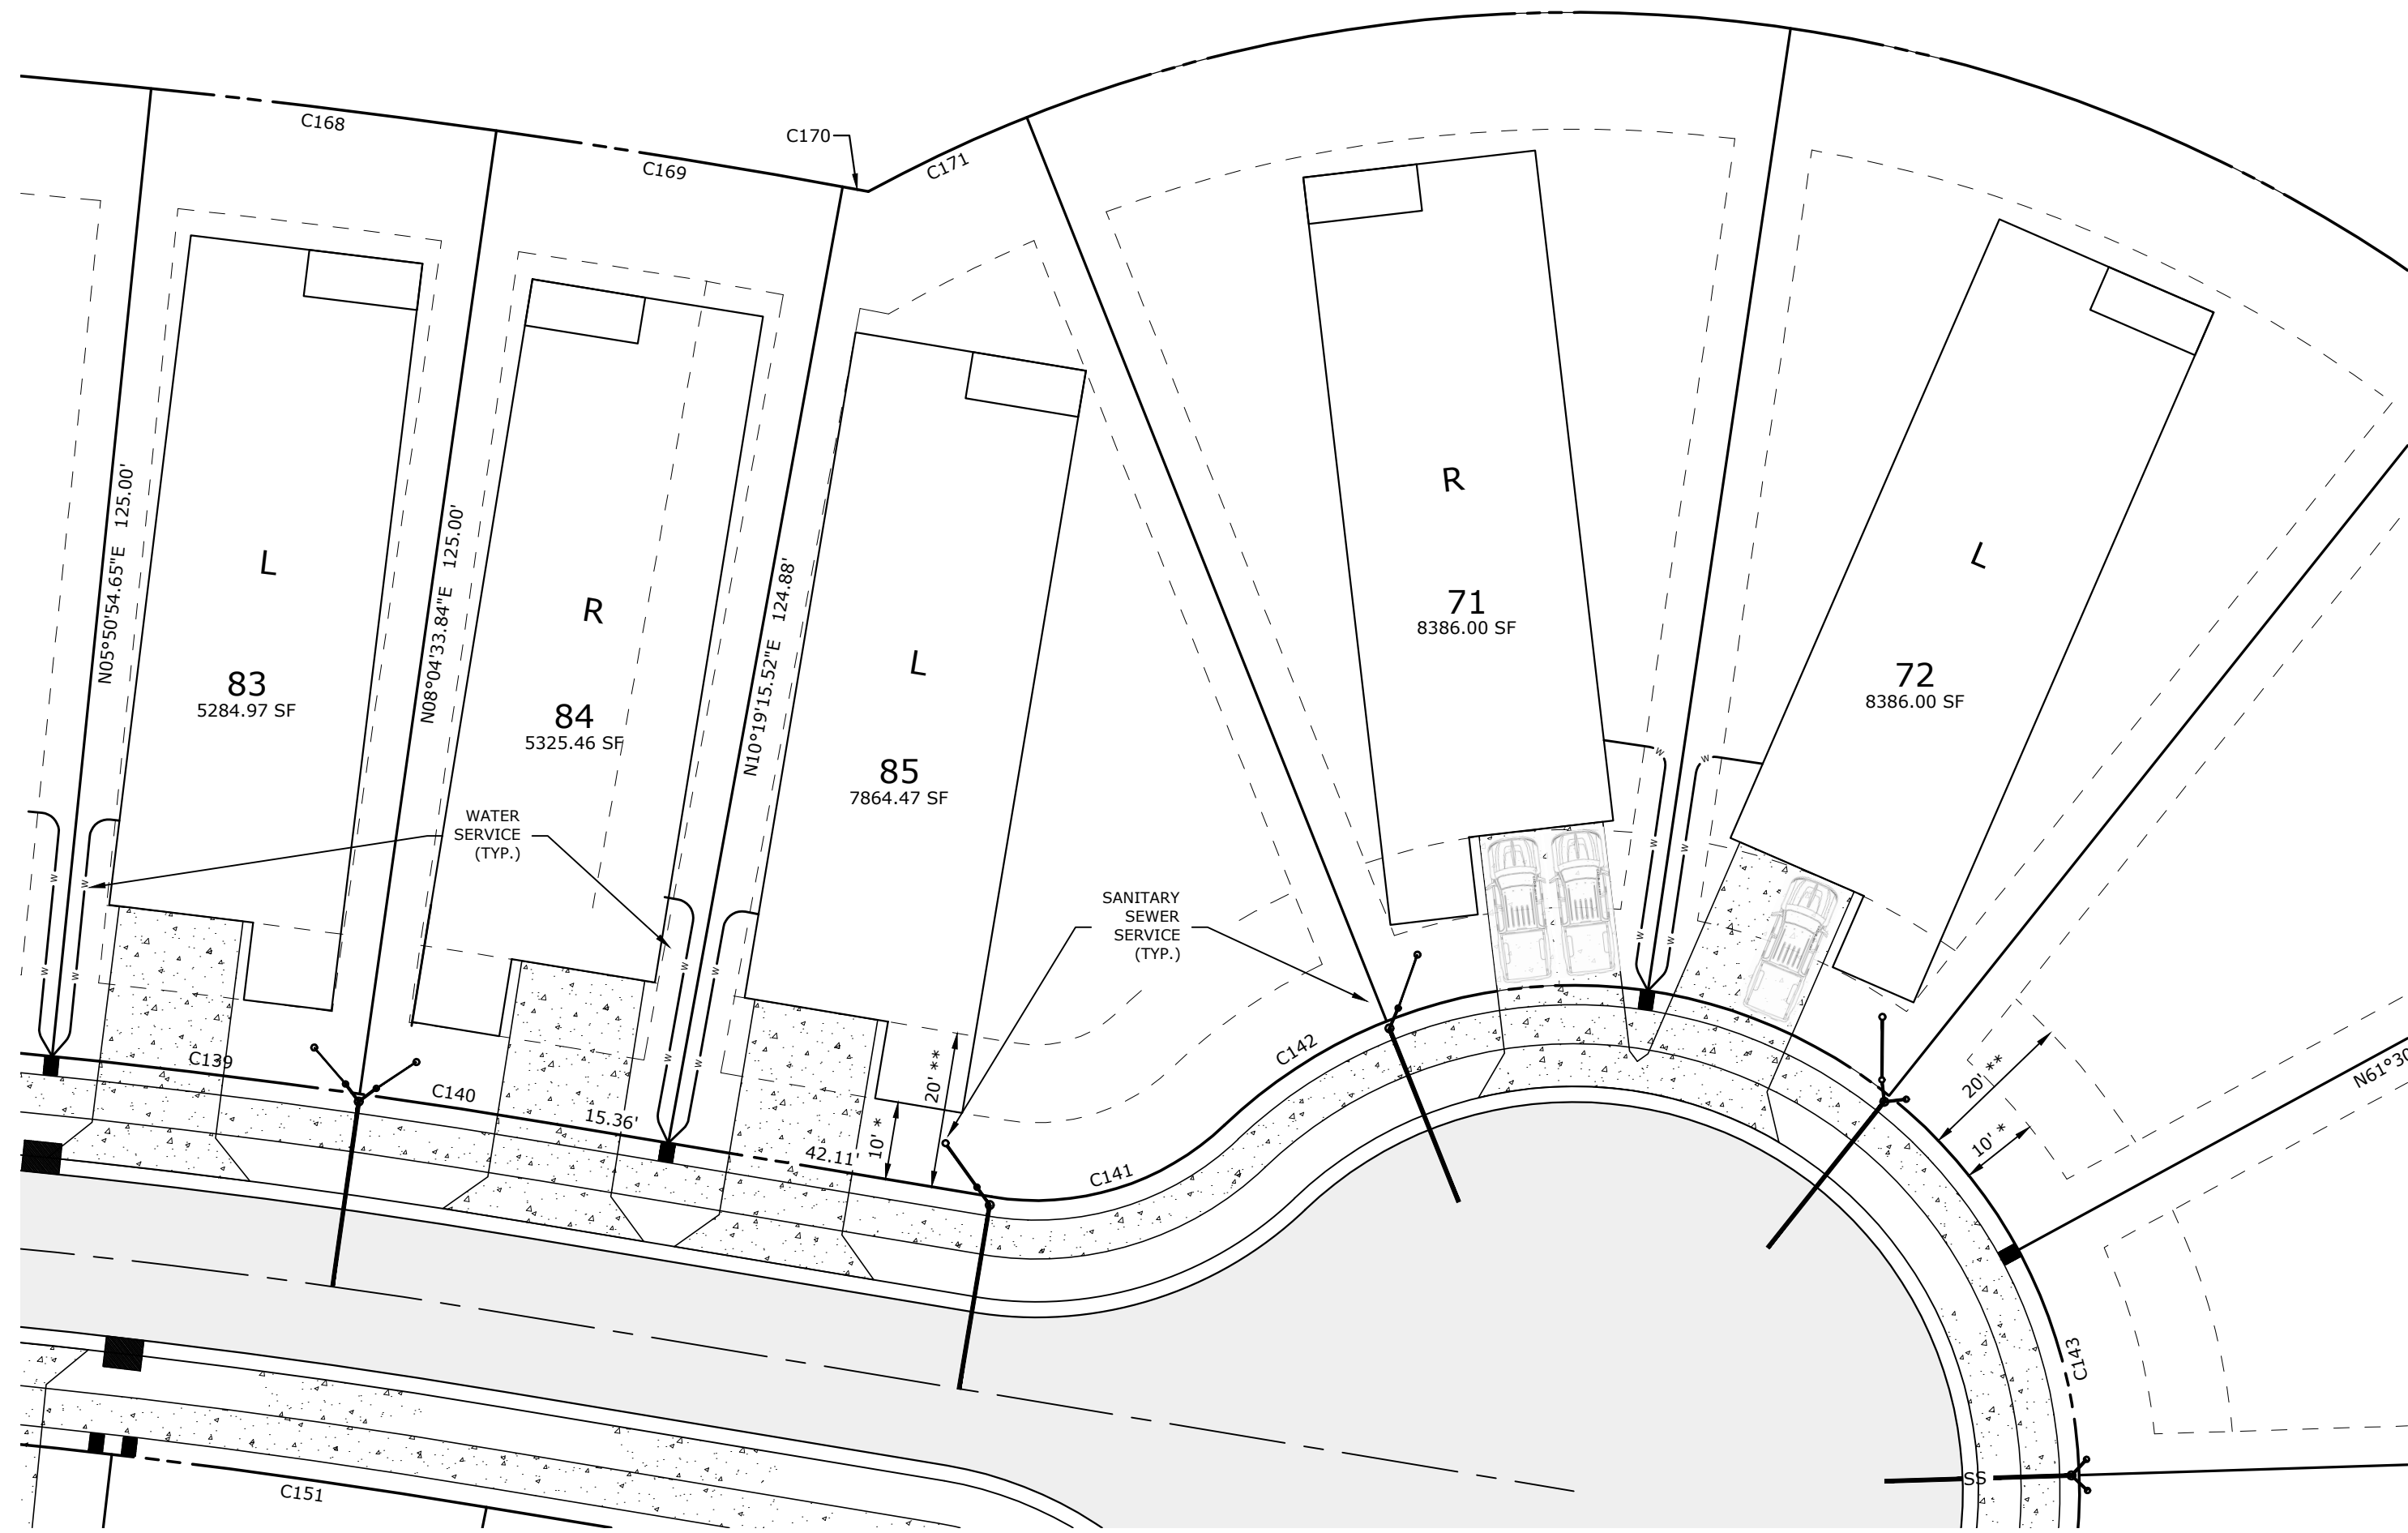 C168
C169
C170
C171
N05°50'54.65"E 125.00'
N08°04'33.84"E 125.00'
N10°19'15.52"E 124.88'
L
83
5284.97 SF
R
84
5325.46 SF
L
85
7864.47 SF
R
71
8386.00 SF
L
72
8386.00 SF
WATER
SERVICE
(TYP.)
SANITARY
SEWER
SERVICE
(TYP.)
W
W
W
W
W
W
W
W
W
W
W
W
W
W
C139
C140
15.36'
42.11'
10' *
20' **
C141
C142
20' **
10' *
N61°30
C143
SS
C151